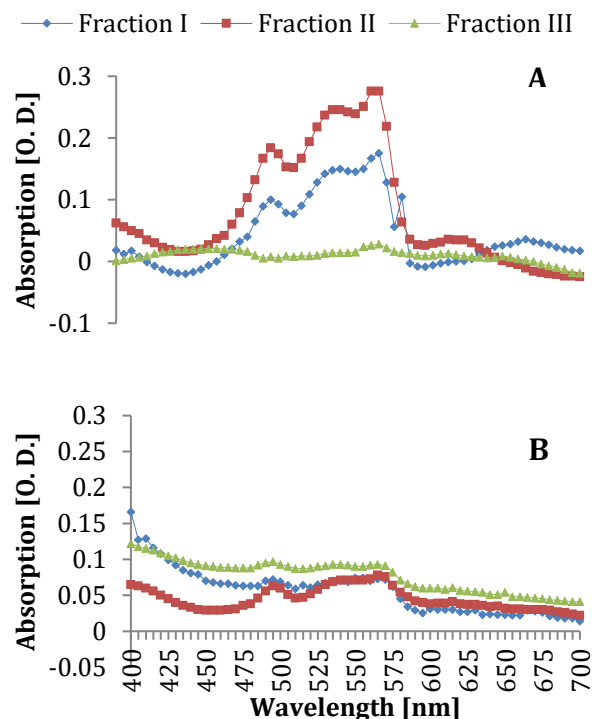 Fraction I Fraction II Fraction III
A
0.3
0.2
0.1
0
-0.1
Absorption [O. D.]
B
0.3
0.25
0.2
0.15
0.1
0.05
0
-0.05
Absorption [O. D.]
400 425 450 475 500 525 550 575 600 625 650 675 700
Wavelength [nm]